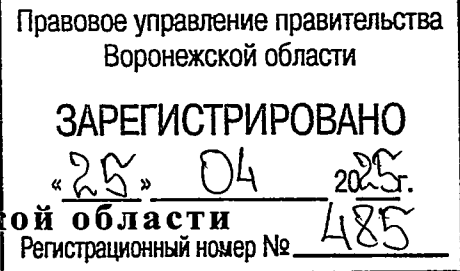 Правовое управление правительства
Воронежской области
ЗАРЕГИСТРИРОВАНО
«25» 04 2025г.
ой области
Регистрационный номер № 485